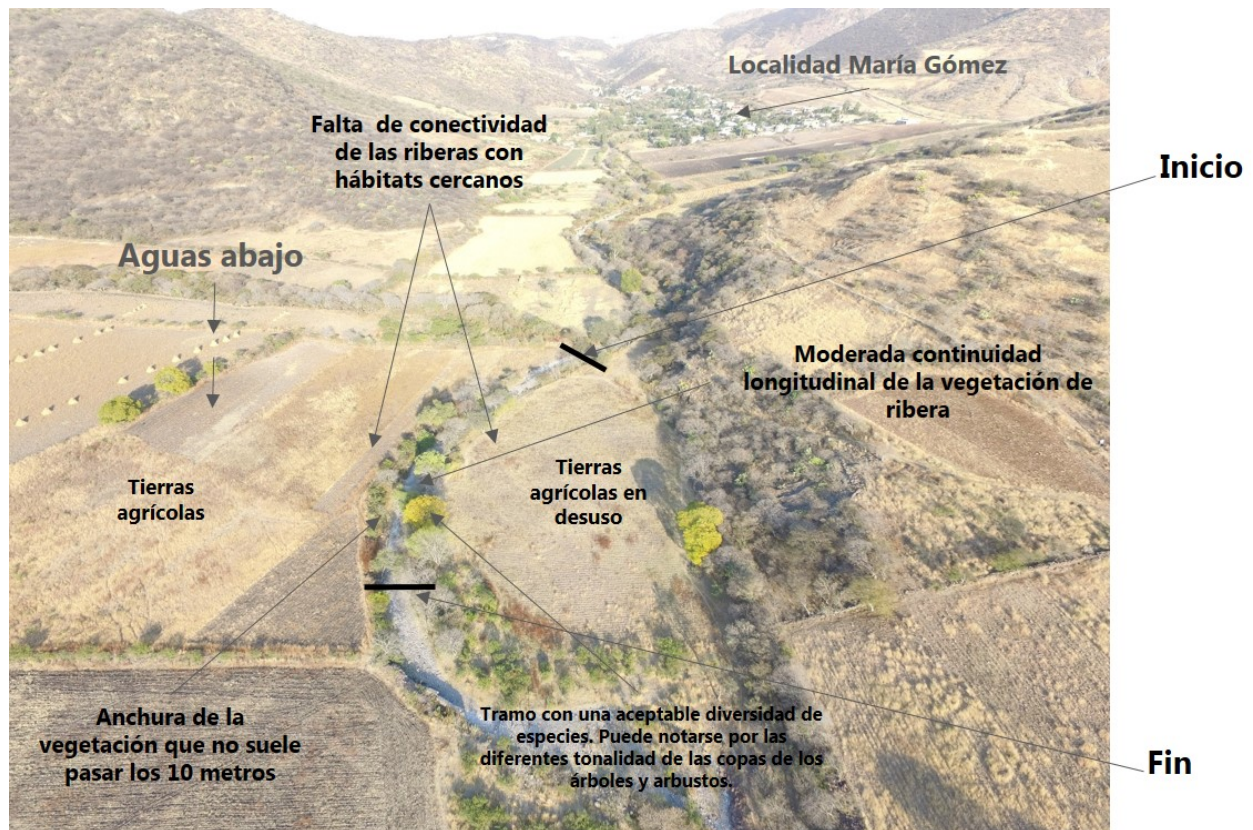 Localidad María Gómez
Falta de conectividad
de las riberas con
hábitats cercanos
Inicio
Aguas abajo
Moderada continuidad
longitudinal de la vegetación de
ribera
Tierras
agrícolas
Tierras
agrícolas en
desuso
Anchura de la
vegetación que no suele
pasar los 10 metros
Tramo con una aceptable diversidad de
especies. Puede notarse por las
diferentes tonalidad de las copas de los
árboles y arbustos.
Fin